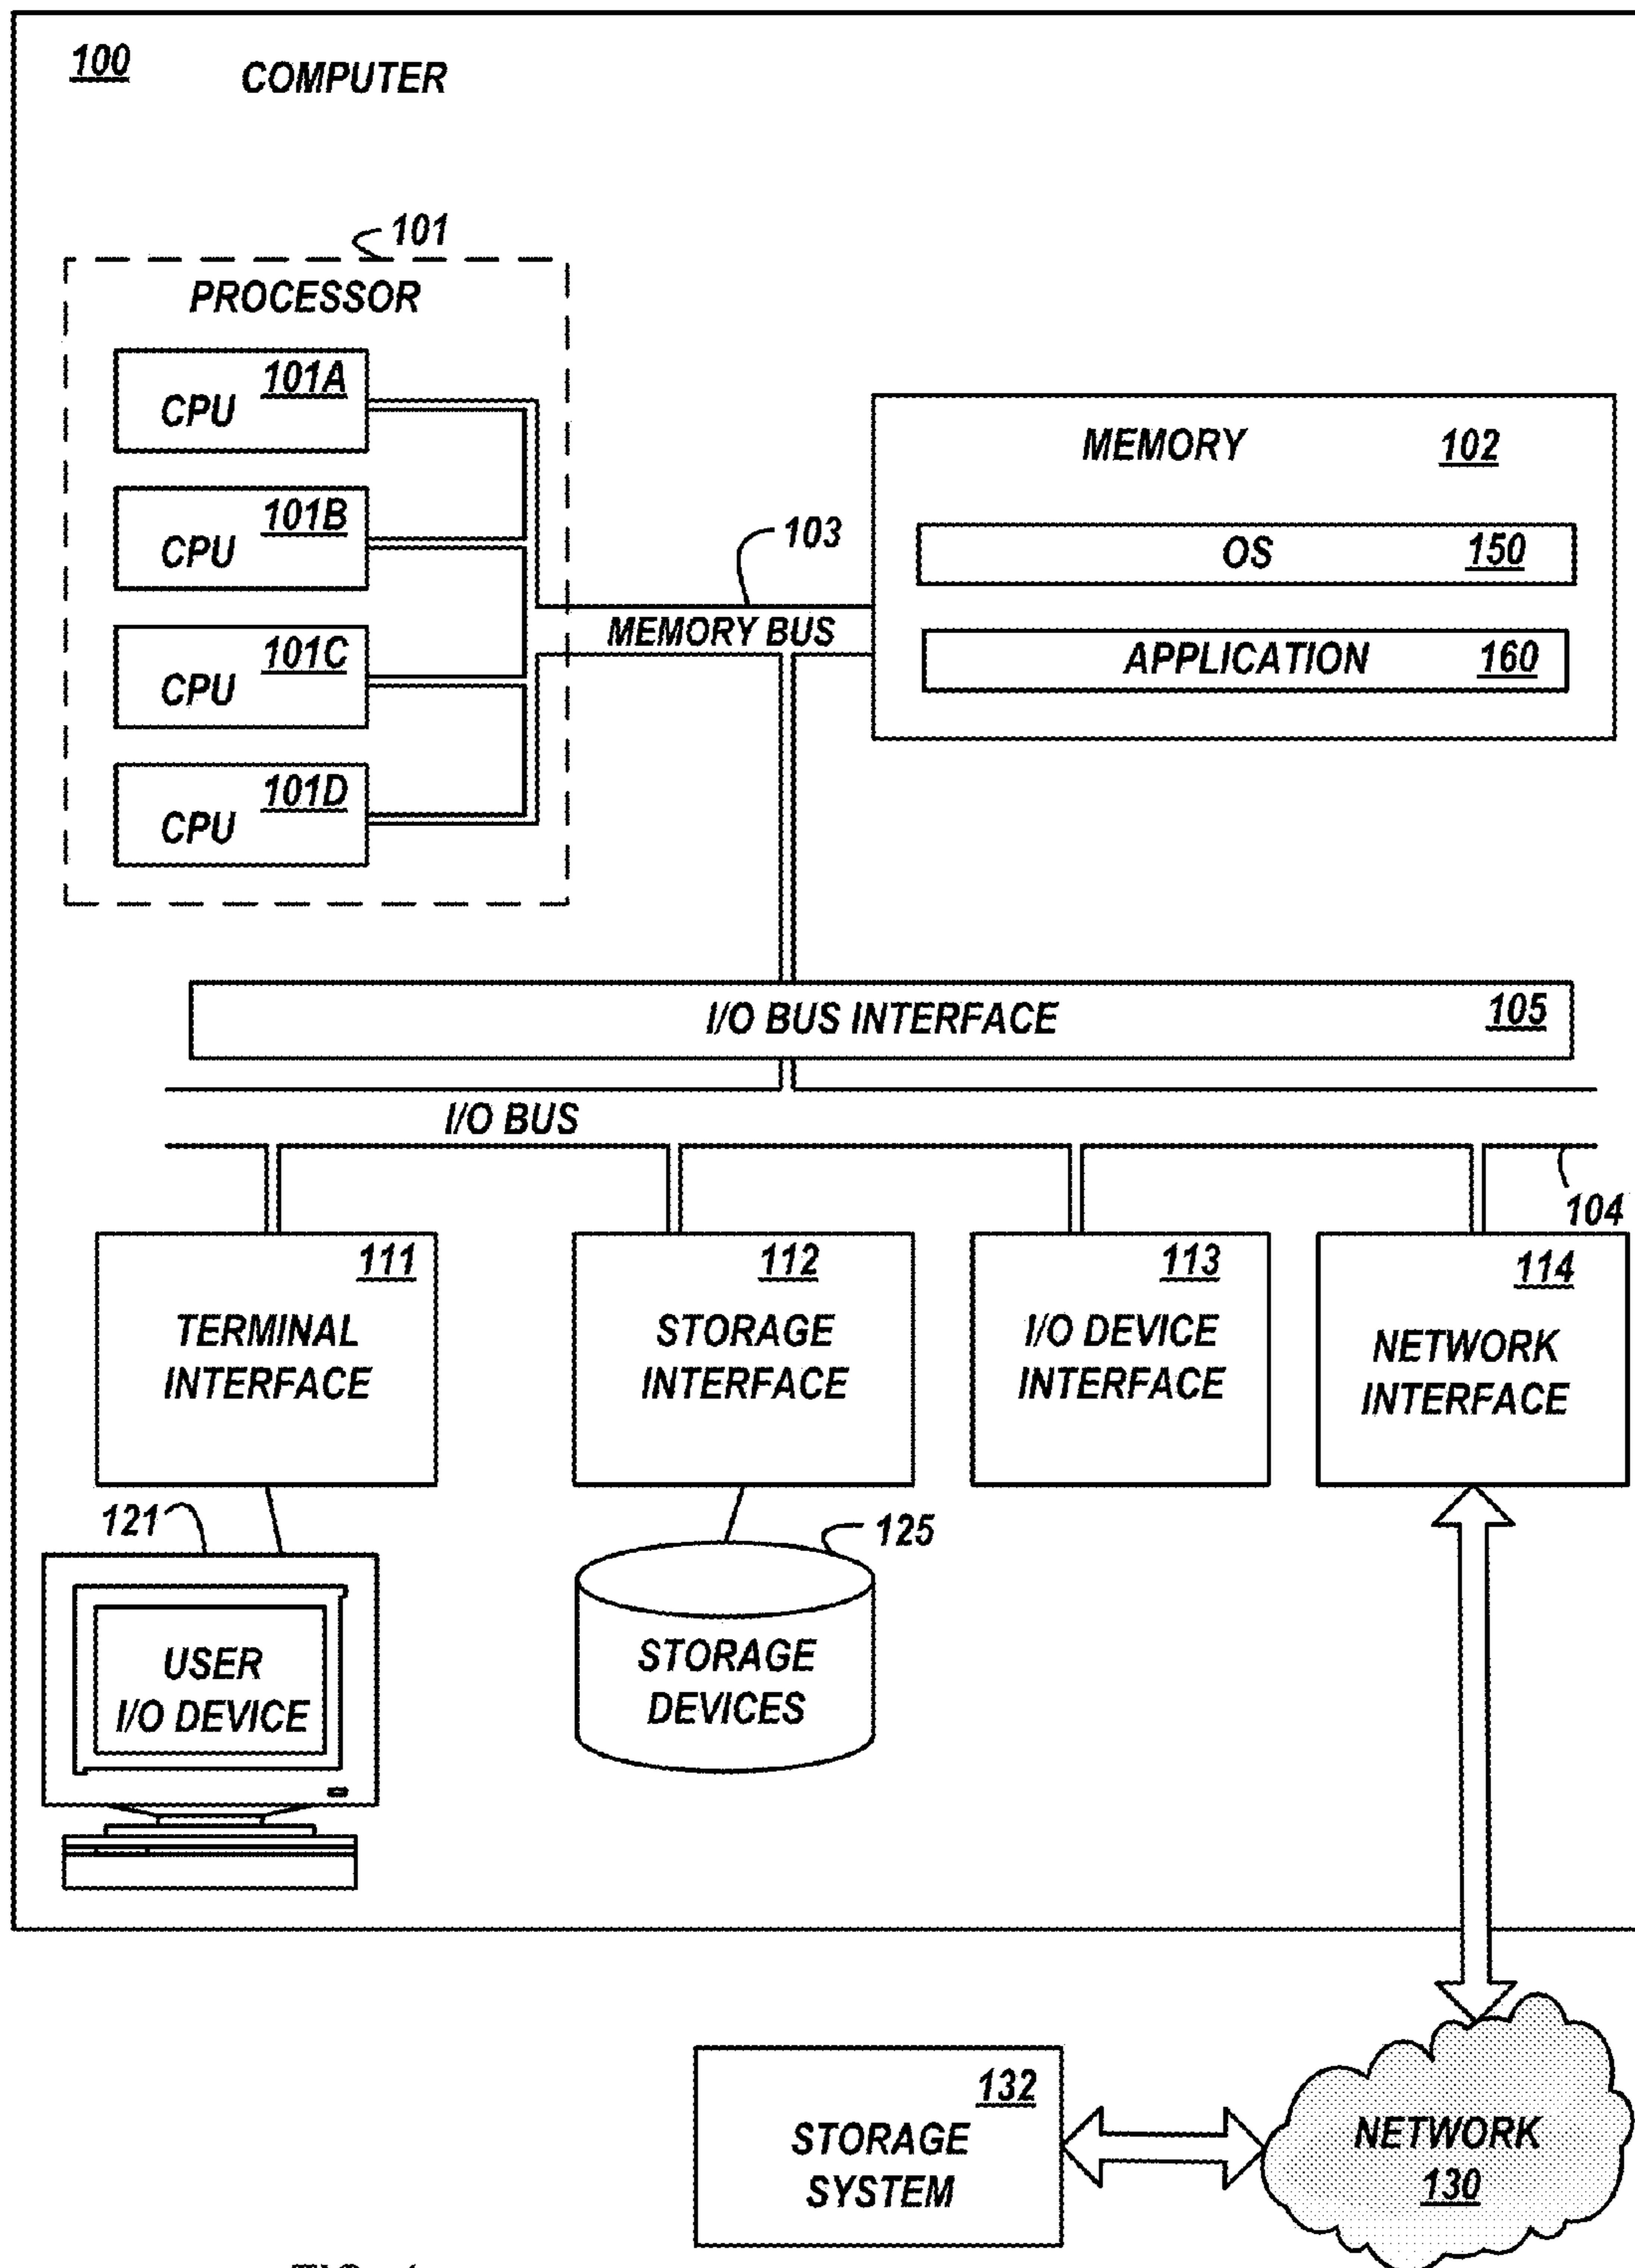 100
COMPUTER
101
PROCESSOR
101A
CPU
101B
CPU
101C
CPU
101D
CPU
103
MEMORY BUS
MEMORY 102
OS 150
APPLICATION 160
I/O BUS INTERFACE 105
I/O BUS
104
111
TERMINAL
INTERFACE
112
STORAGE
INTERFACE
113
I/O DEVICE
INTERFACE
114
NETWORK
INTERFACE
121
USER
I/O DEVICE
125
STORAGE
DEVICES
132
STORAGE
SYSTEM
NETWORK
130